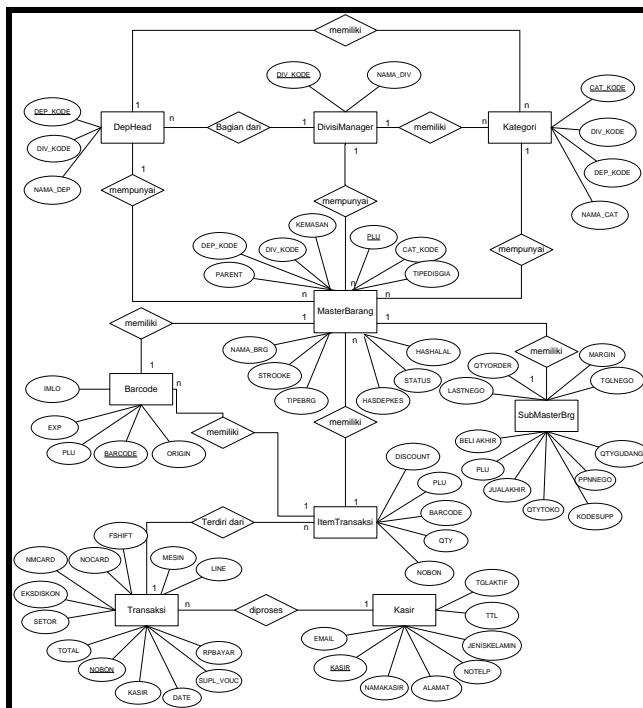 memiliki
DIV_KODE
NAMA_DIV
CAT_KODE
DEP_KODE
1
n
DepHead
n
Bagian dari
1
DivisiManager
1
memiliki
n
Kategori
DIV_KODE
DIV_KODE
DEP_KODE
NAMA_DEP
NAMA_CAT
1
1
1
mempunyai
mempunyai
mempunyai
KEMASAN
PLU
DEP_KODE
DIV_KODE
CAT_KODE
PARENT
TIPEDISGIA
n
n
n
MasterBarang
1
1
n
memiliki
NAMA_BRG
HASHALAL
STROOKE
STATUS
TIPEBRG
HASDEPKES
memiliki
QTYORDER
MARGIN
LASTNEGO
TGLNEGO
1
1
Barcode
n
IMLO
EXP
PLU
BARCODE
ORIGIN
memiliki
memiliki
SubMasterBrg
BELI AKHIR
QTYGUDANG
PLU
PPNNEGO
JUALAKHIR
KODESUPP
QTYTOKO
DISCOUNT
PLU
BARCODE
QTY
NOBON
1
1
ItemTransaksi
n
Terdiri dari
FSHIFT
MESIN
NMCARD
NOCARD
LINE
EKSDISKON
SETOR
1
Transaksi
n
diproses
1
Kasir
TGLAKTIF
TTL
TOTAL
RPBAYAR
NOBON
SUPL_VOUC
KASIR
DATE
EMAIL
JENISKELAMIN
KASIR
NOTELP
NAMAKASIR
ALAMAT